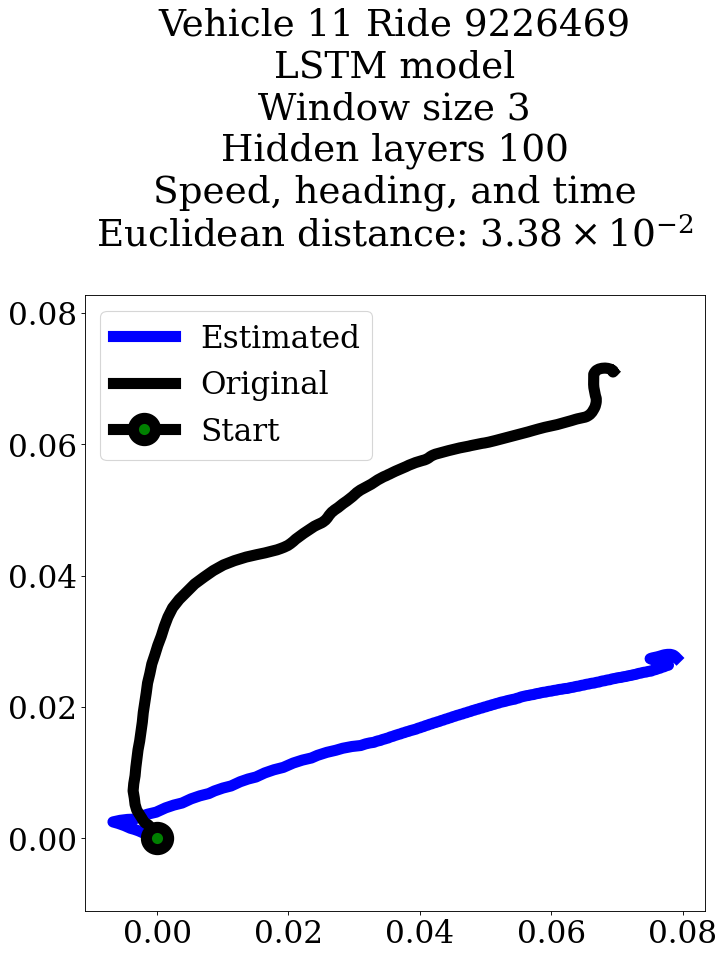 Vehicle 11 Ride 9226469
LSTM model
Window size 3
Hidden layers 100
Speed, heading, and time
Euclidean distance: 3.38 × 10⁻²
Estimated
Original
Start
0.08
0.06
0.04
0.02
0.00
0.00 0.02 0.04 0.06 0.08